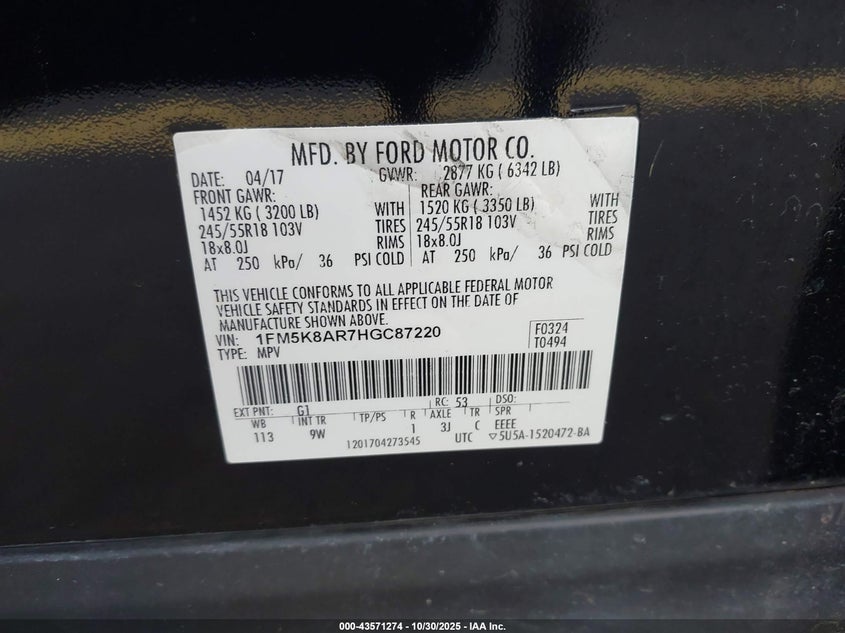 MFD. BY FORD MOTOR CO.
DATE: 04/17 GVWR: 2877 KG ( 6342 LB)
FRONT GAWR: REAR GAWR:
1452 KG ( 3200 LB) WITH 1520 KG ( 3350 LB) WITH
245/55R18 103V TIRES 245/55R18 103V TIRES
18x8.0J RIMS 18x8.0J RIMS
AT 250 kPa/ 36 PSI COLD AT 250 kPa/ 36 PSI COLD
THIS VEHICLE CONFORMS TO ALL APPLICABLE FEDERAL MOTOR
VEHICLE SAFETY STANDARDS IN EFFECT ON THE DATE OF
MANUFACTURE SHOWN ABOVE.
VIN: 1FM5K8AR7HGC87220 F0324
TYPE: MPV T0494
EXT PNT: G1 RC: 53 DSO:
WB INT TR TP/PS R AXLE TR SPR
113 9W 1 3J C EEEE
1201704273545 UTC ▽5U5A-1520472-BA
000-43571274 - 10/30/2025 - IAA Inc.